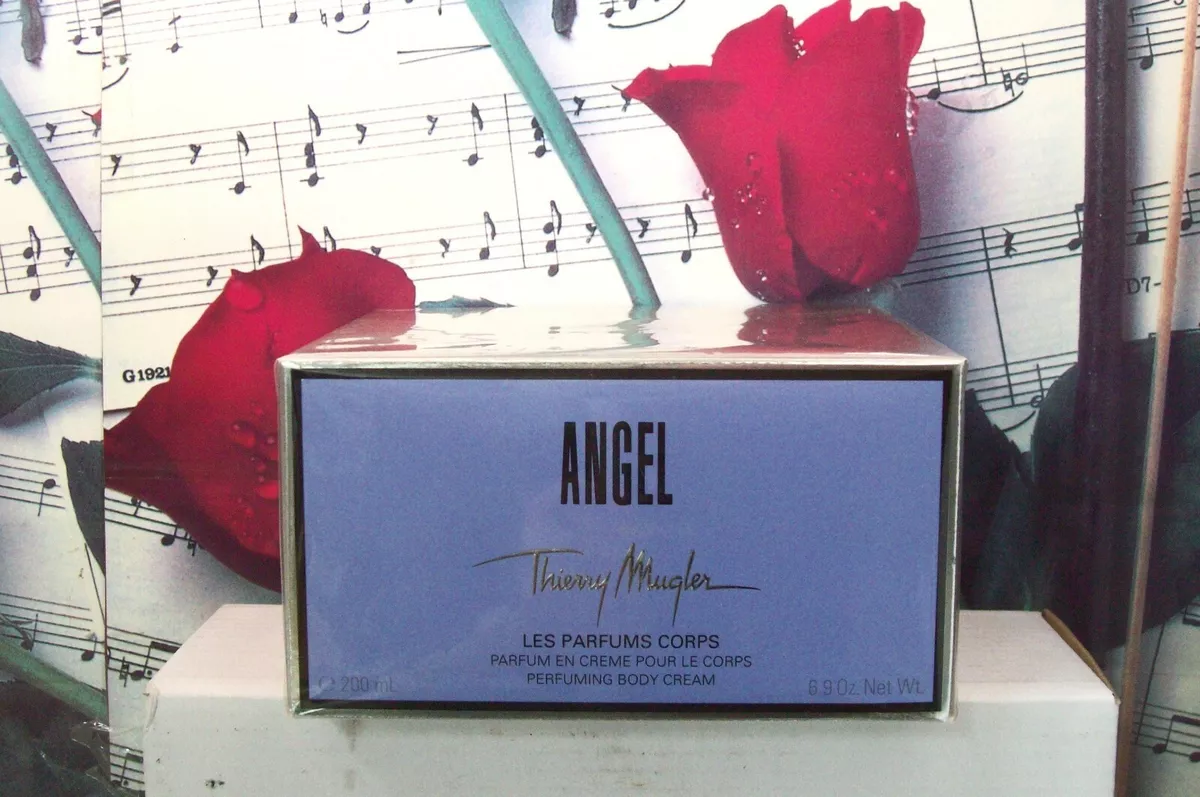 D7-
G1921
ANGEL
Thierry Mugler
LES PARFUMS CORPS
PARFUM EN CREME POUR LE CORPS
PERFUMING BODY CREAM
℮ 200 ml
6.9 Oz. Net Wt.